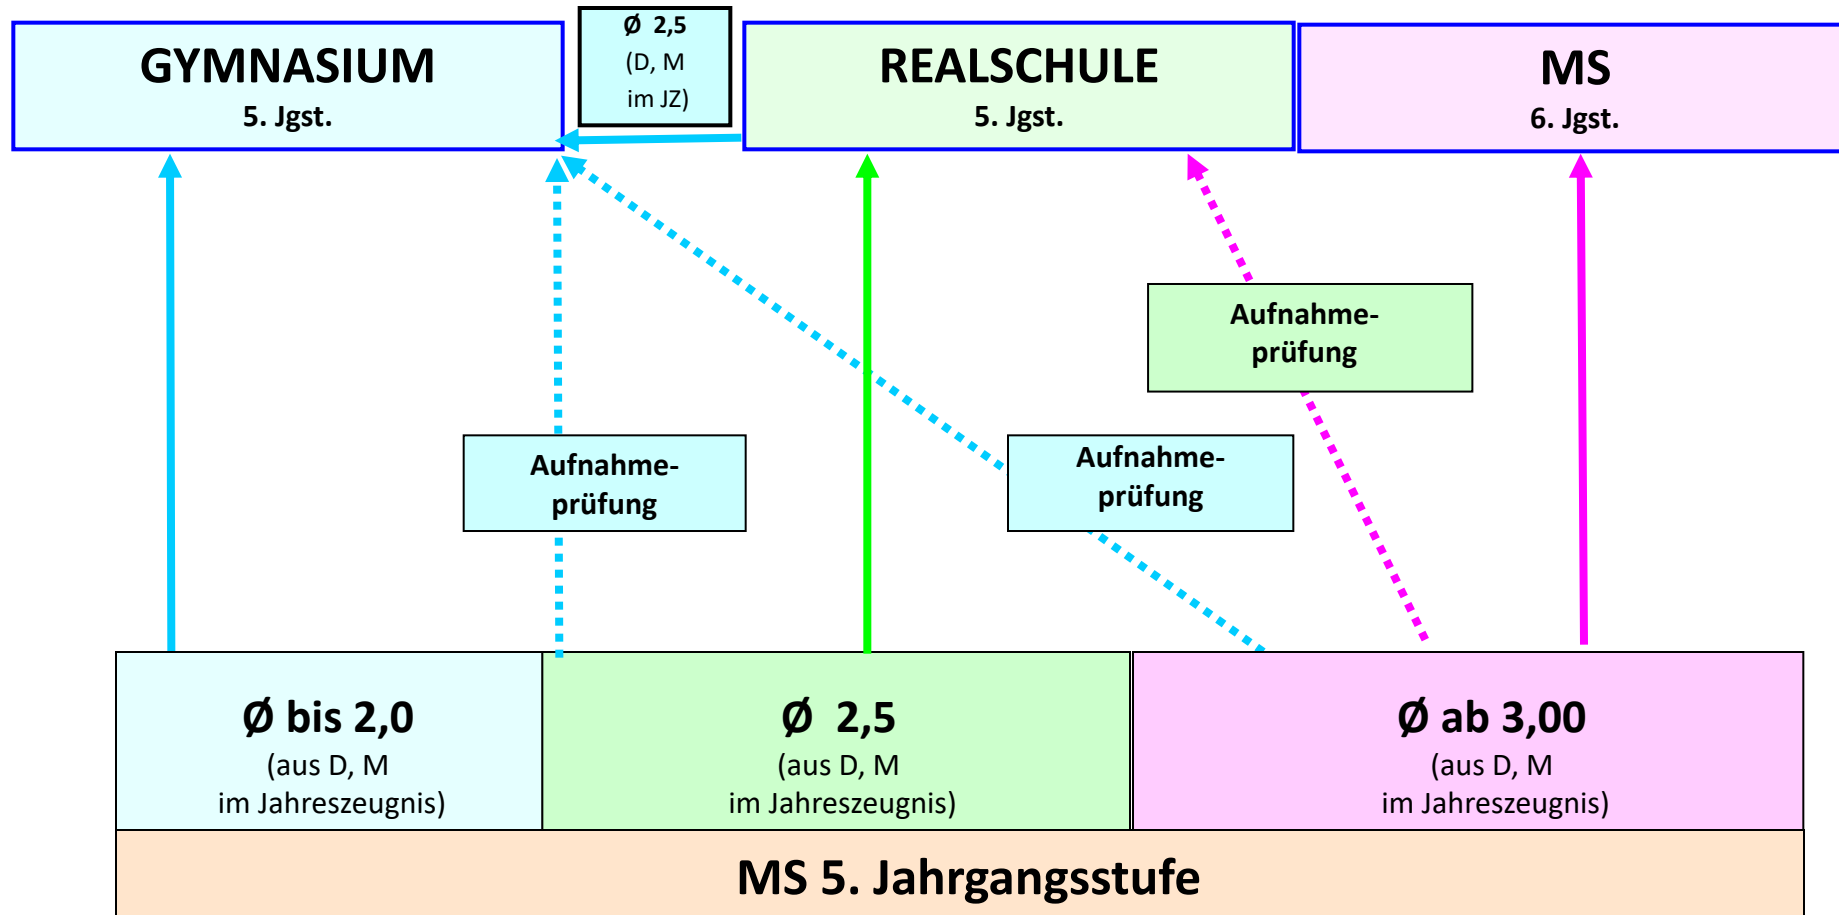 GYMNASIUM
5. Jgst.
Ø 2,5
(D, M
im JZ)
REALSCHULE
5. Jgst.
MS
6. Jgst.
Aufnahme-
prüfung
Aufnahme-
prüfung
Aufnahme-
prüfung
Ø bis 2,0
(aus D, M
im Jahreszeugnis)
Ø 2,5
(aus D, M
im Jahreszeugnis)
Ø ab 3,00
(aus D, M
im Jahreszeugnis)
MS 5. Jahrgangsstufe